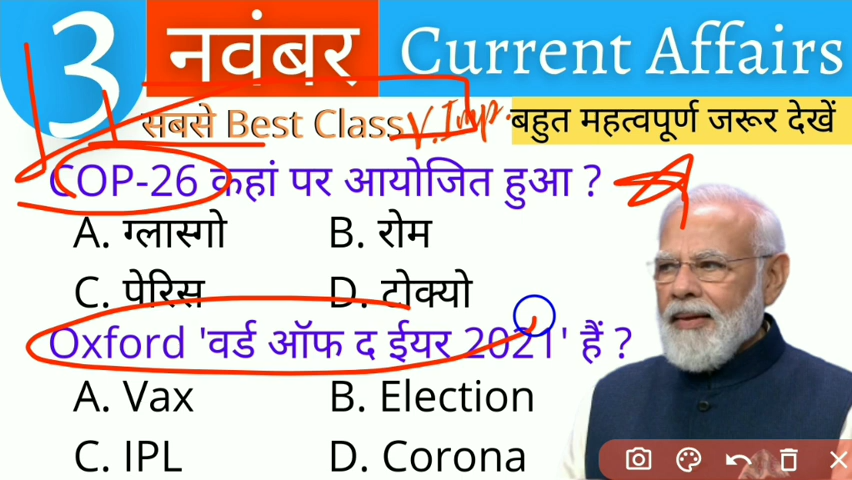 3 नवंबर Current Affairs
सबसे Best Class V. Imp. बहुत महत्वपूर्ण जरूर देखें
COP-26 कहां पर आयोजित हुआ ?
A. ग्लास्गो B. रोम
C. पेरिस D. टोक्यो
Oxford 'वर्ड ऑफ द ईयर 2021' हैं ?
A. Vax B. Election
C. IPL D. Corona